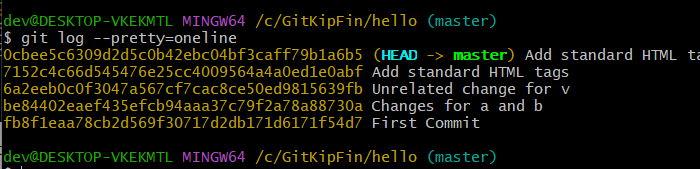 dev@DESKTOP-VKEKMTL MINGW64 /c/GitKipFin/hello (master)
$ git log --pretty=oneline
0cbee5c6309d2d5c0b42ebc04bf3caff79b1a6b5 (HEAD -> master) Add standard HTML ta
7152c4c66d545476e25cc4009564a4a0ed1e0abf Add standard HTML tags
6a2eeb0c0f3047a567cf7cac8ce50ed9815639fb Unrelated change for v
be84402eaef435efcb94aaa37c79f2a78a88730a Changes for a and b
fb8f1eaa78cb2d569f30717d2db171d6171f54d7 First Commit
dev@DESKTOP-VKEKMTL MINGW64 /c/GitKipFin/hello (master)